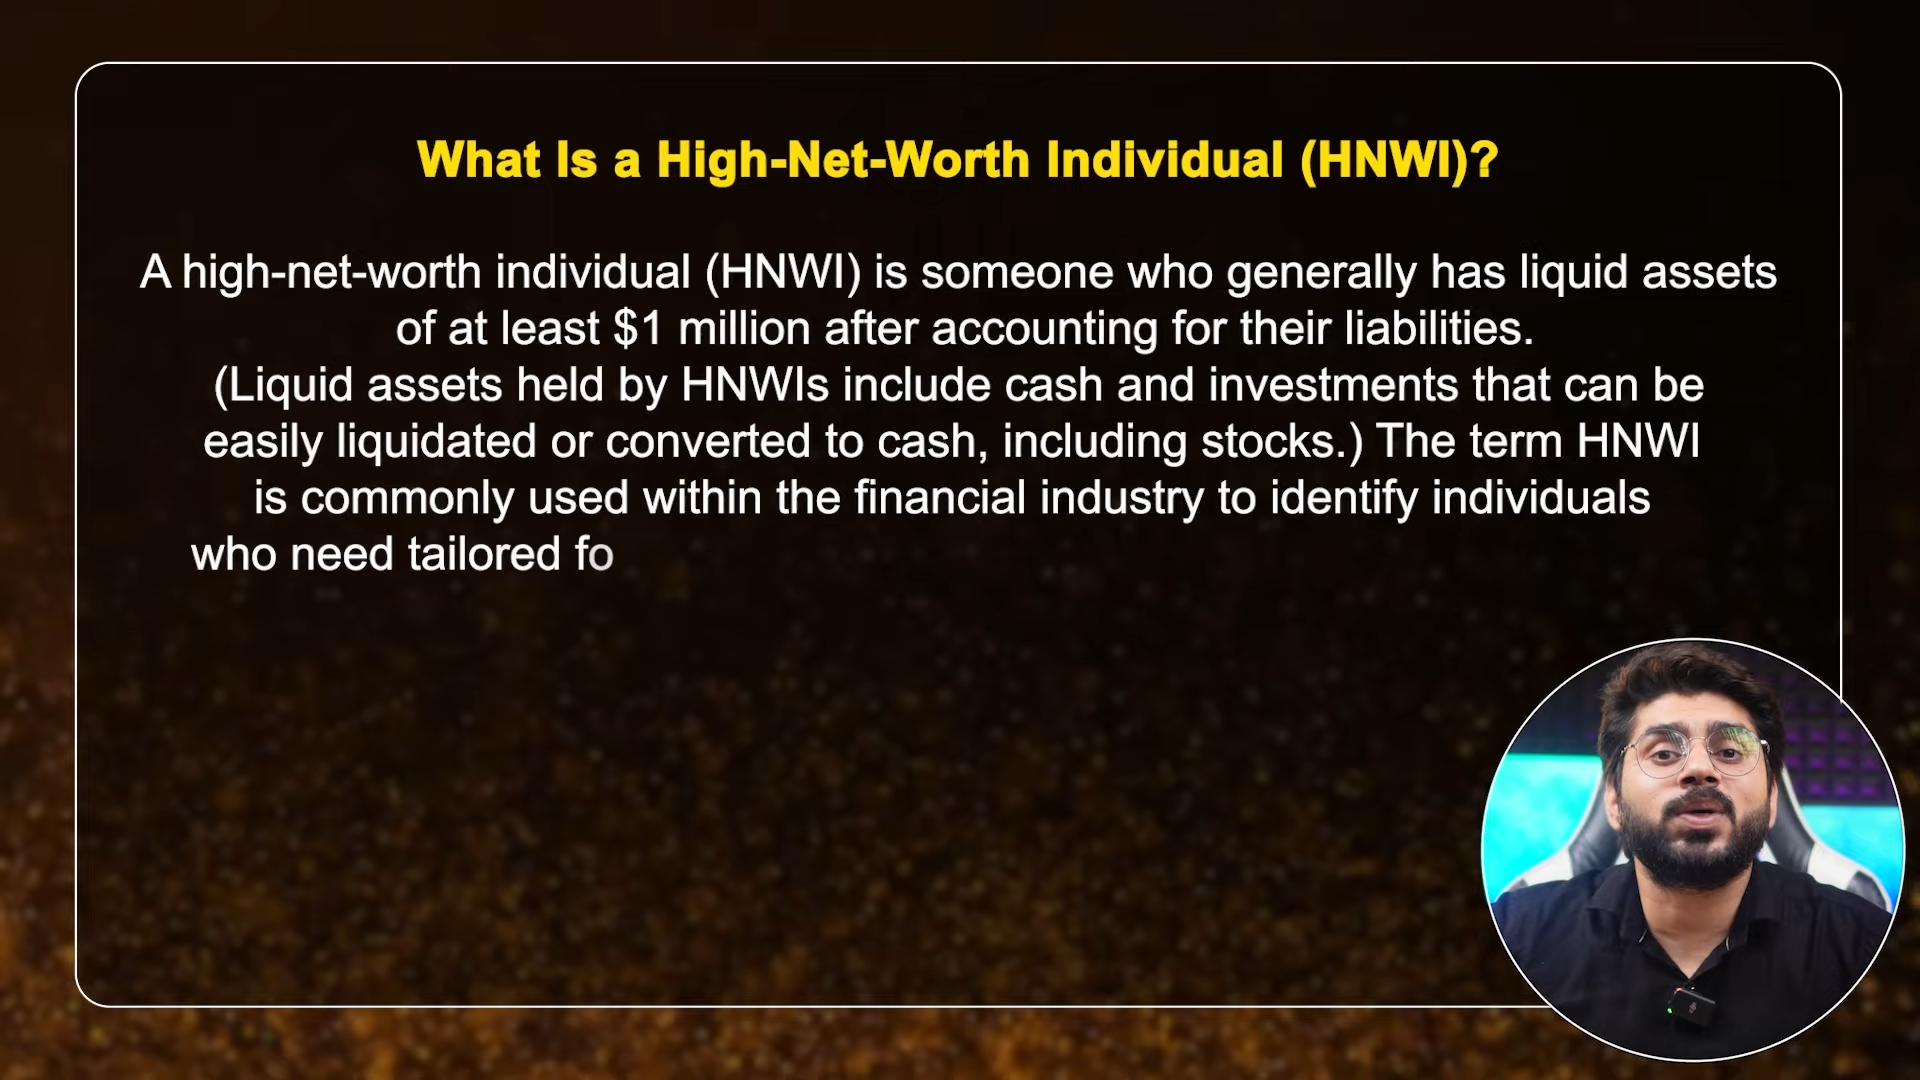 What Is a High-Net-Worth Individual (HNWI)?
A high-net-worth individual (HNWI) is someone who generally has liquid assets
of at least $1 million after accounting for their liabilities.
(Liquid assets held by HNWIs include cash and investments that can be
easily liquidated or converted to cash, including stocks.) The term HNWI
is commonly used within the financial industry to identify individuals
who need tailored fo